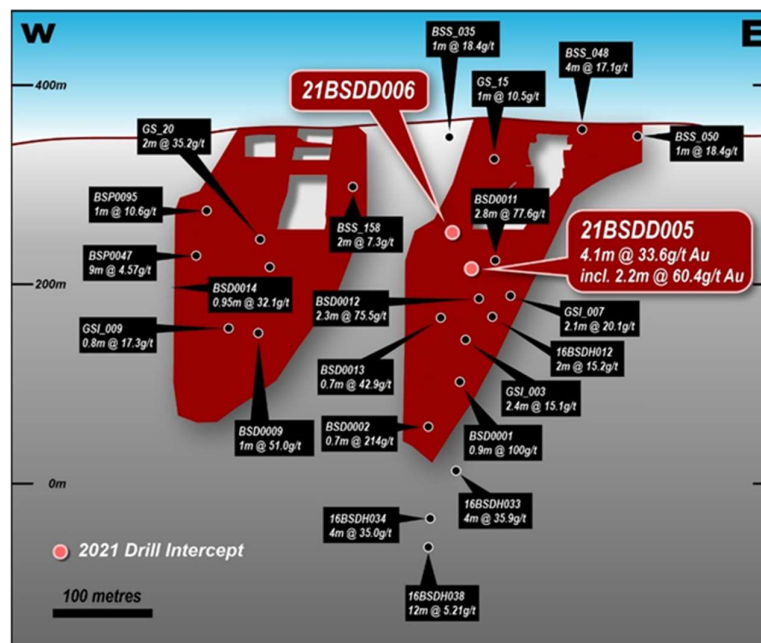 W
E
BSS_035
1m @ 18.4g/t
BSS_048
4m @ 17.1g/t
400m
21BSDD006
GS_15
1m @ 10.5g/t
GS_20
2m @ 35.2g/t
BSS_050
1m @ 18.4g/t
BSP0095
1m @ 10.6g/t
BSD0011
2.8m @ 77.6g/t
BSS_158
2m @ 7.3g/t
21BSDD005
4.1m @ 33.6g/t Au
incl. 2.2m @ 60.4g/t Au
BSP0047
9m @ 4.57g/t
200m
BSD0014
0.95m @ 32.1g/t
BSD0012
2.3m @ 75.5g/t
GSI_007
2.1m @ 20.1g/t
GSI_009
0.8m @ 17.3g/t
16BSDH012
2m @ 15.2g/t
BSD0013
0.7m @ 42.9g/t
GSI_003
2.4m @ 15.1g/t
BSD0009
1m @ 51.0g/t
BSD0002
0.7m @ 214g/t
BSD0001
0.9m @ 100g/t
0m
16BSDH033
4m @ 35.9g/t
16BSDH034
4m @ 35.0g/t
2021 Drill Intercept
100 metres
16BSDH038
12m @ 5.21g/t